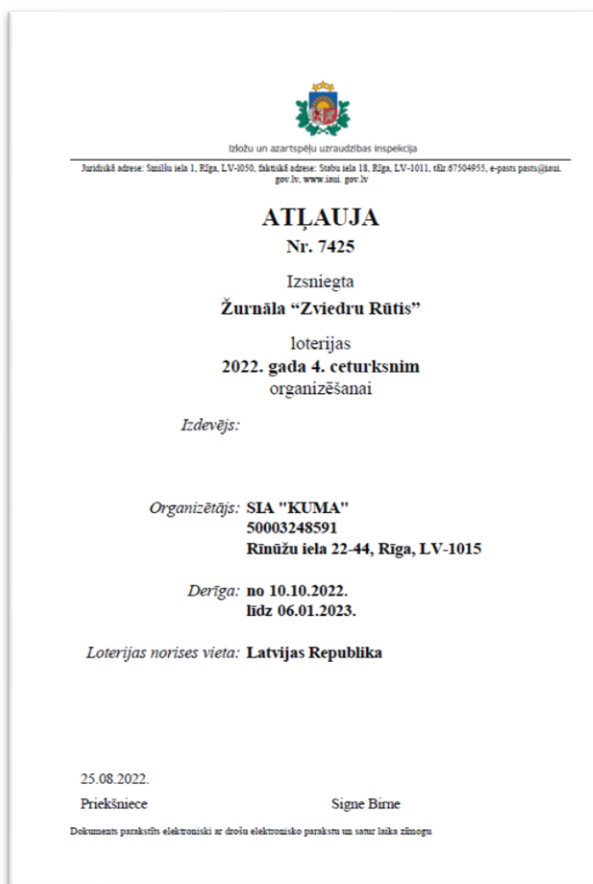 Izložu un azartspēļu uzraudzības inspekcija
Juridiskā adrese: Smilšu iela 1, Rīga, LV-1050, faktiskā adrese: Stabu iela 18, Rīga, LV-1011, tālr.67504955, e-pasts pasts@iaui.
gov.lv, www.iaui. gov.lv
ATĻAUJA
Nr. 7425
Izsniegta
Žurnāla “Zviedru Rūtis”
loterijas
2022. gada 4. ceturksnim
organizēšanai
Izdevējs:
Organizētājs: SIA "KUMA"
50003248591
Rīnūžu iela 22-44, Rīga, LV-1015
Derīga: no 10.10.2022.
līdz 06.01.2023.
Loterijas norises vieta: Latvijas Republika
25.08.2022.
Priekšniece Signe Birne
Dokuments parakstīts elektroniski ar drošu elektronisko parakstu un satur laika zīmogu